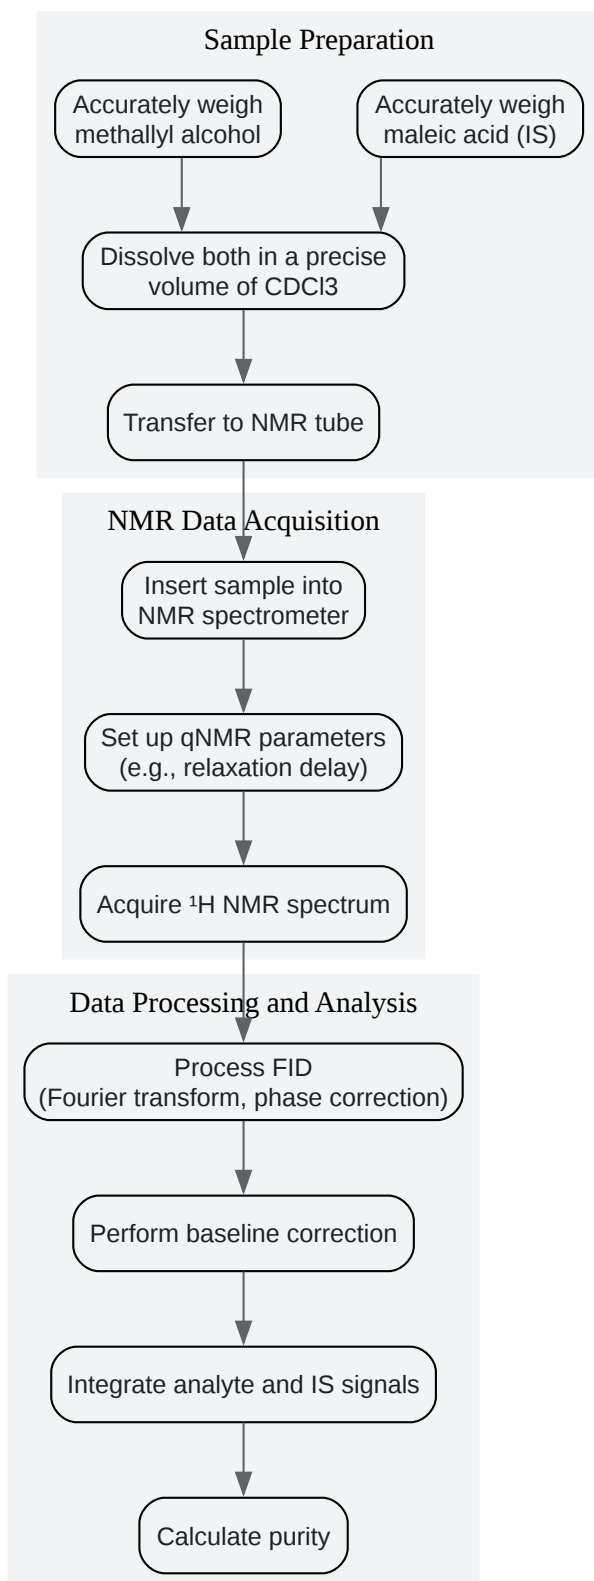 Sample Preparation
Accurately weigh
methallyl alcohol
Accurately weigh
maleic acid (IS)
Dissolve both in a precise
volume of CDCl3
Transfer to NMR tube
NMR Data Acquisition
Insert sample into
NMR spectrometer
Set up qNMR parameters
(e.g., relaxation delay)
Acquire ¹H NMR spectrum
Data Processing and Analysis
Process FID
(Fourier transform, phase correction)
Perform baseline correction
Integrate analyte and IS signals
Calculate purity